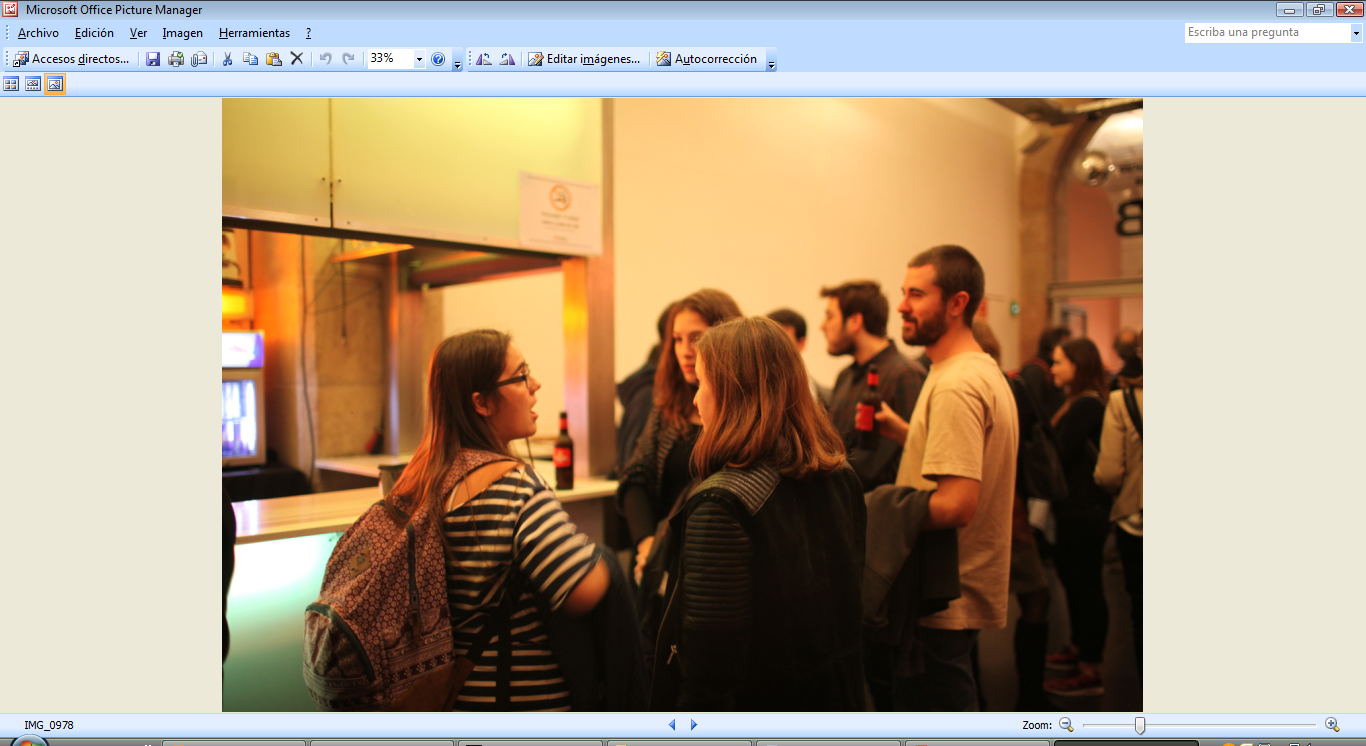 Microsoft Office Picture Manager
Archivo Edición Ver Imagen Herramientas ? Escriba una pregunta
Accesos directos... 33% Editar imágenes... Autocorrección
8
IMG_0978 Zoom: